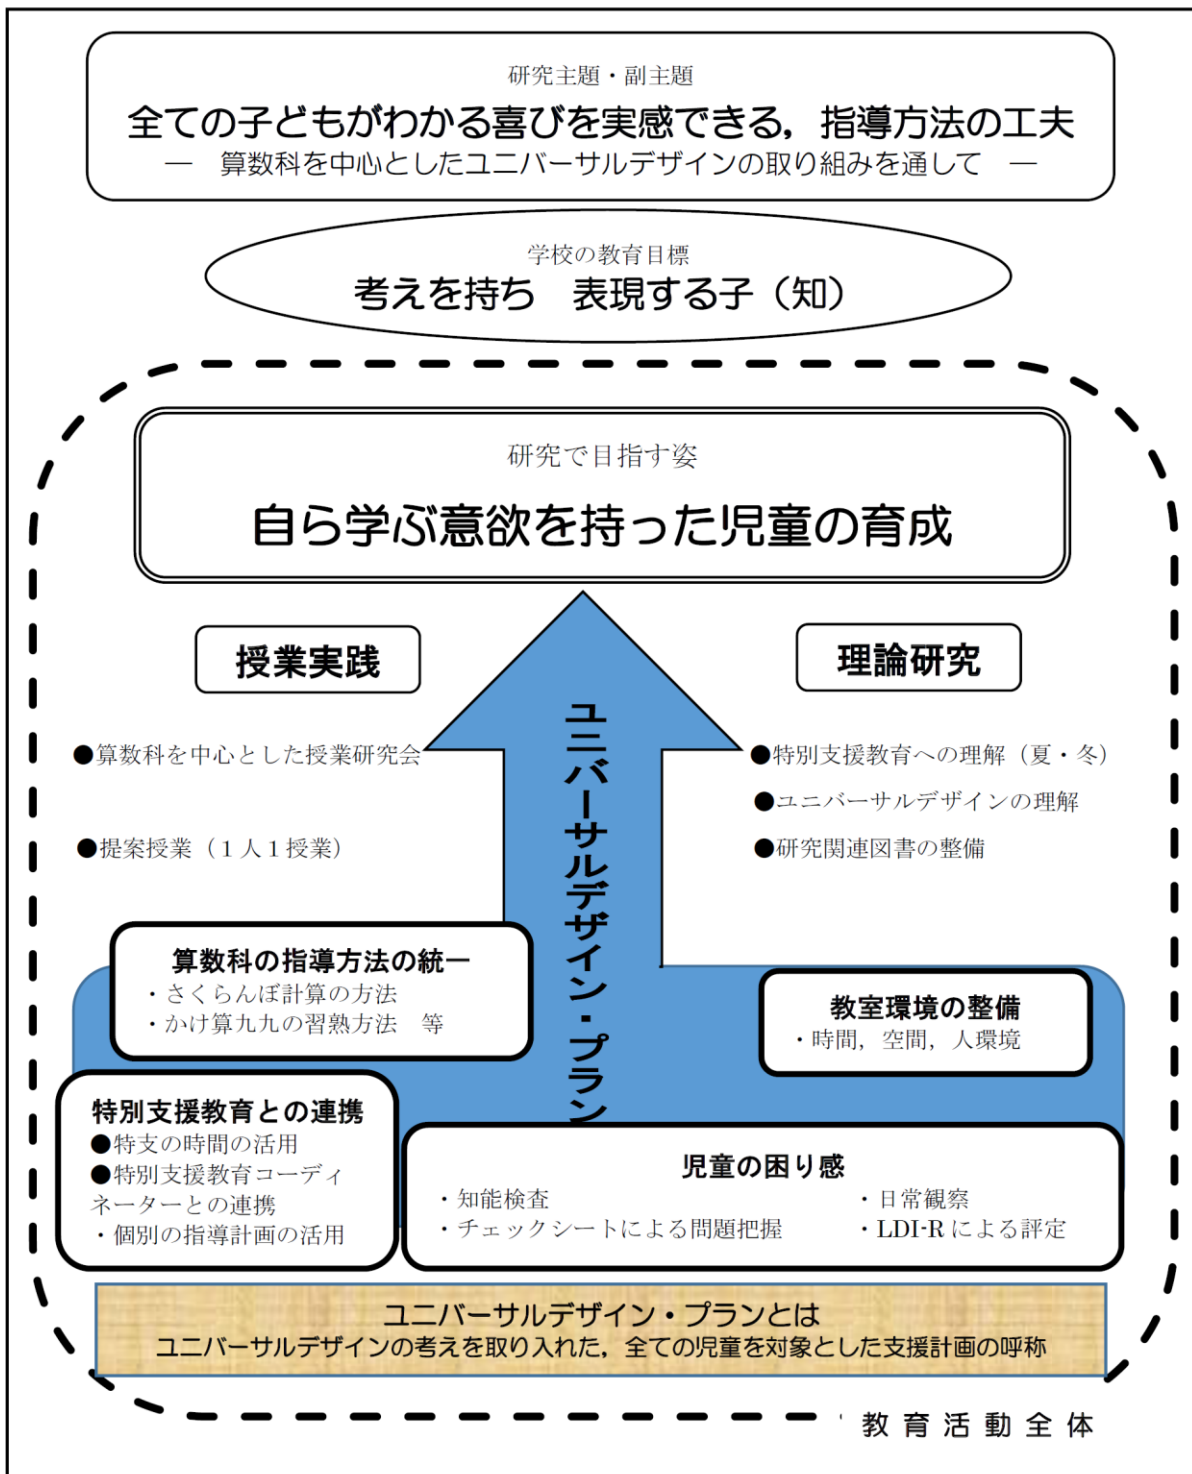 研究主題・副主題
全ての子どもがわかる喜びを実感できる，指導方法の工夫
― 算数科を中心としたユニバーサルデザインの取り組みを通して ―
学校の教育目標
考えを持ち　表現する子（知）
研究で目指す姿
自ら学ぶ意欲を持った児童の育成
授業実践
●算数科を中心とした授業研究会
●提案授業（１人１授業）
理論研究
●特別支援教育への理解（夏・冬）
●ユニバーサルデザインの理解
●研究関連図書の整備
ユニバーサルデザイン・プラン
算数科の指導方法の統一
・さくらんぼ計算の方法
・かけ算九九の習熟方法　等
教室環境の整備
・時間，空間，人環境
特別支援教育との連携
●特支の時間の活用
●特別支援教育コーディ
ネーターとの連携
・個別の指導計画の活用
児童の困り感
・知能検査
・日常観察
・チェックシートによる問題把握
・LDI-R による評定
ユニバーサルデザイン・プランとは
ユニバーサルデザインの考えを取り入れた，全ての児童を対象とした支援計画の呼称
教育活動全体